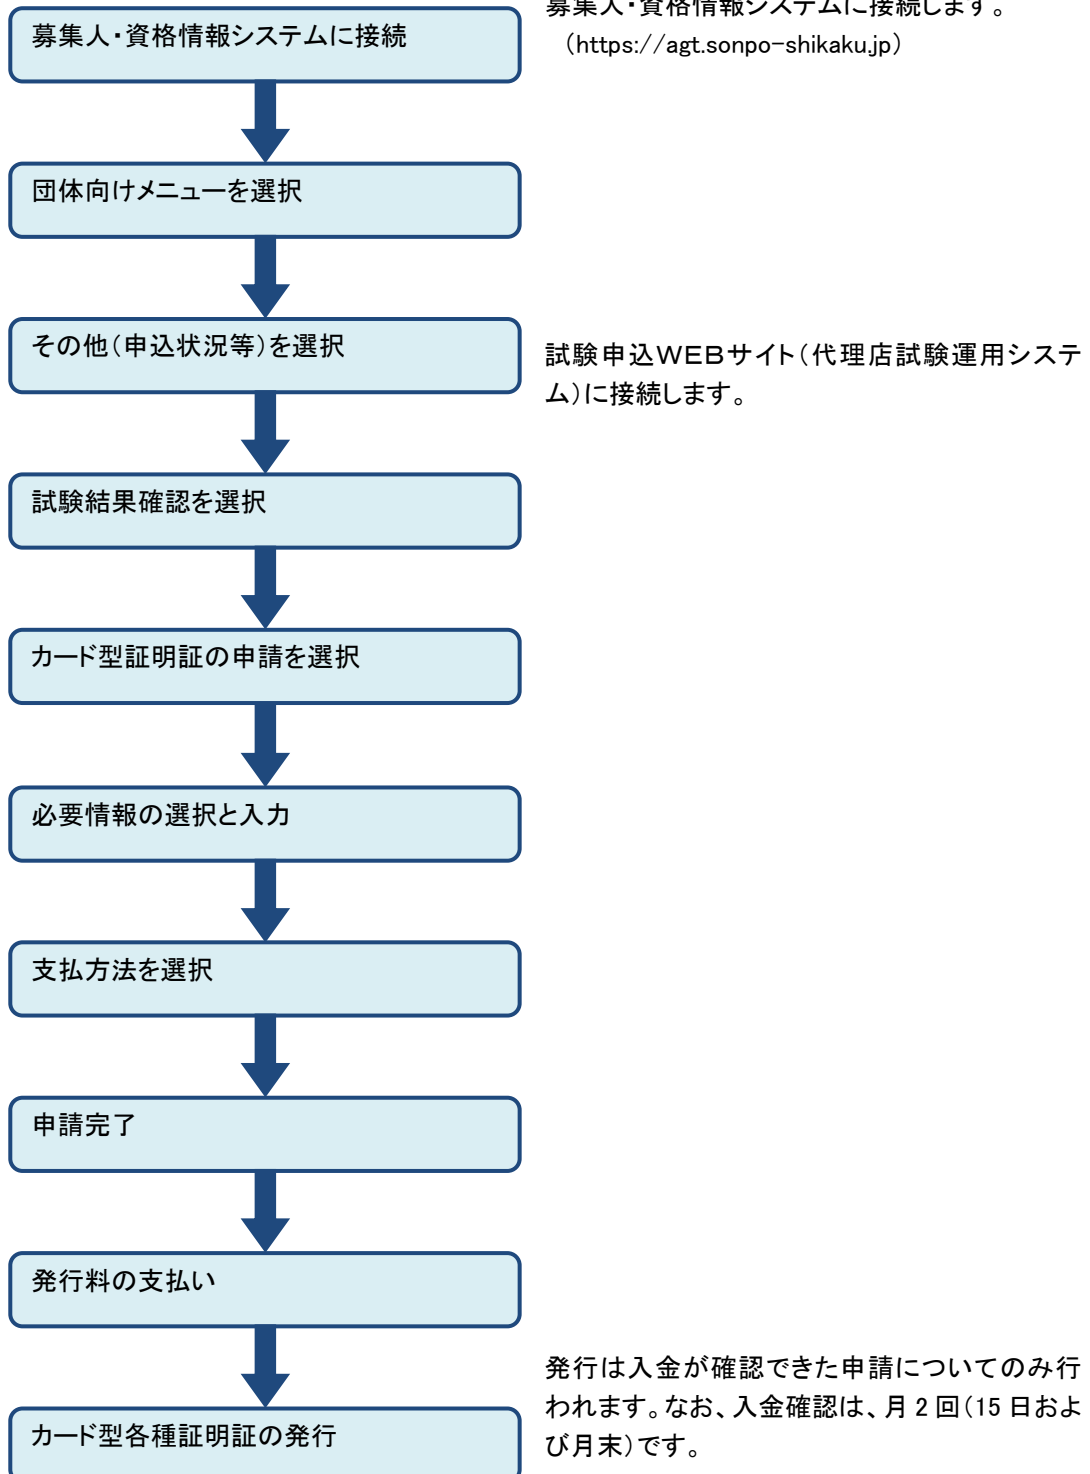 募集人・資格情報システムに接続します。
募集人・資格情報システムに接続
（https://agt.sonpo-shikaku.jp）
団体向けメニューを選択
その他（申込状況等）を選択
試験申込ＷＥＢサイト（代理店試験運用システ
ム）に接続します。
試験結果確認を選択
カード型証明証の申請を選択
必要情報の選択と入力
支払方法を選択
申請完了
発行料の支払い
発行は入金が確認できた申請についてのみ行
われます。なお、入金確認は、月 2 回（15 日およ
び月末）です。
カード型各種証明証の発行